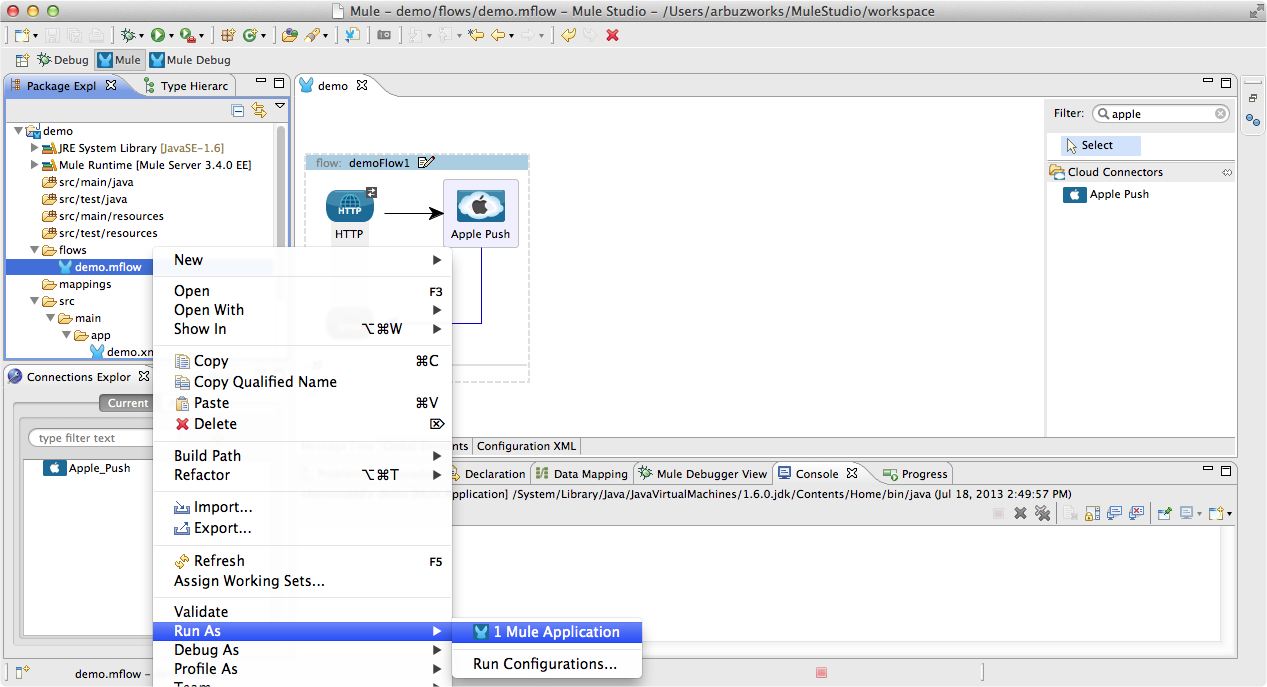 Mule - demo/flows/demo.mflow - Mule Studio - /Users/arbuzworks/MuleStudio/workspace
Debug Mule Mule Debug
Package Expl Type Hierarc
demo
JRE System Library [JavaSE-1.6]
Mule Runtime [Mule Server 3.4.0 EE]
src/main/java
src/test/java
src/main/resources
src/test/resources
flows
demo.mflow
mappings
src
main
app
demo.xn
Connections Explor
Current
type filter text
Apple_Push
demo.mflow –
New
Open F3
Open With
Show In ⌥⌘W
Copy ⌘C
Copy Qualified Name
Paste ⌘V
Delete ⌦
Build Path
Refactor ⌥⌘T
Import...
Export...
Refresh F5
Assign Working Sets...
Validate
Run As
Debug As
Profile As
Team
1 Mule Application
Run Configurations...
demo
flow: demoFlow1
HTTP
HTTP
Apple Push
Filter: apple
Select
Cloud Connectors
Apple Push
nts Configuration XML
Declaration Data Mapping Mule Debugger View Console Progress
pplication] /System/Library/Java/JavaVirtualMachines/1.6.0.jdk/Contents/Home/bin/java (Jul 18, 2013 2:49:57 PM)